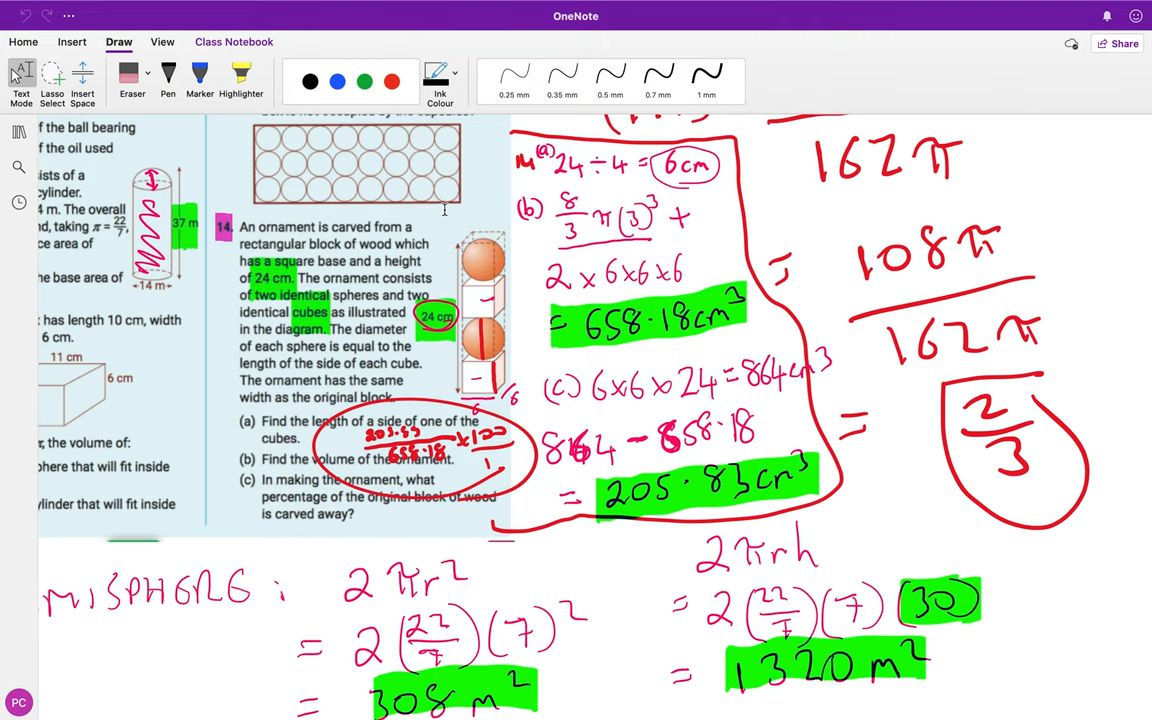 OneNote
Home Insert Draw View Class Notebook
Share
Text Mode
Lasso Select
Insert Space
Eraser
Pen
Marker
Highlighter
Ink Colour
0.25 mm
0.35 mm
0.5 mm
0.7 mm
1 mm
of the ball bearing
of the oil used
ists of a
cylinder.
4 m. The overall
nd, taking π = 22/7,
ce area of
he base area of
37 m
14 m
has length 10 cm, width
6 cm.
11 cm
6 cm
π, the volume of:
phere that will fit inside
ylinder that will fit inside
14. An ornament is carved from a
rectangular block of wood which
has a square base and a height
of 24 cm. The ornament consists
of two identical spheres and two
identical cubes as illustrated
in the diagram. The diameter
of each sphere is equal to the
length of the side of each cube.
The ornament has the same
width as the original block.
24 cm
6
6
(a) Find the length of a side of one of the
cubes.
(b) Find the volume of the ornament.
(c) In making the ornament, what
percentage of the original block of wood
is carved away?
658.18 × 100/1
14 (a) 24 ÷ 4 = 6cm
(b) 8/3 π (3)³ +
2 × 6 × 6 × 6
= 658.18cm³
(c) 6×6×24 = 864cm³
864 - 658.18
= 205.83cm³
162π
= 108π
162π
= 2/3
MISPHERE : 2πr²
= 2(22/7)(7)²
= 308 m²
2πrh
= 2(22/7)(7)(30)
= 1320 m²
PC